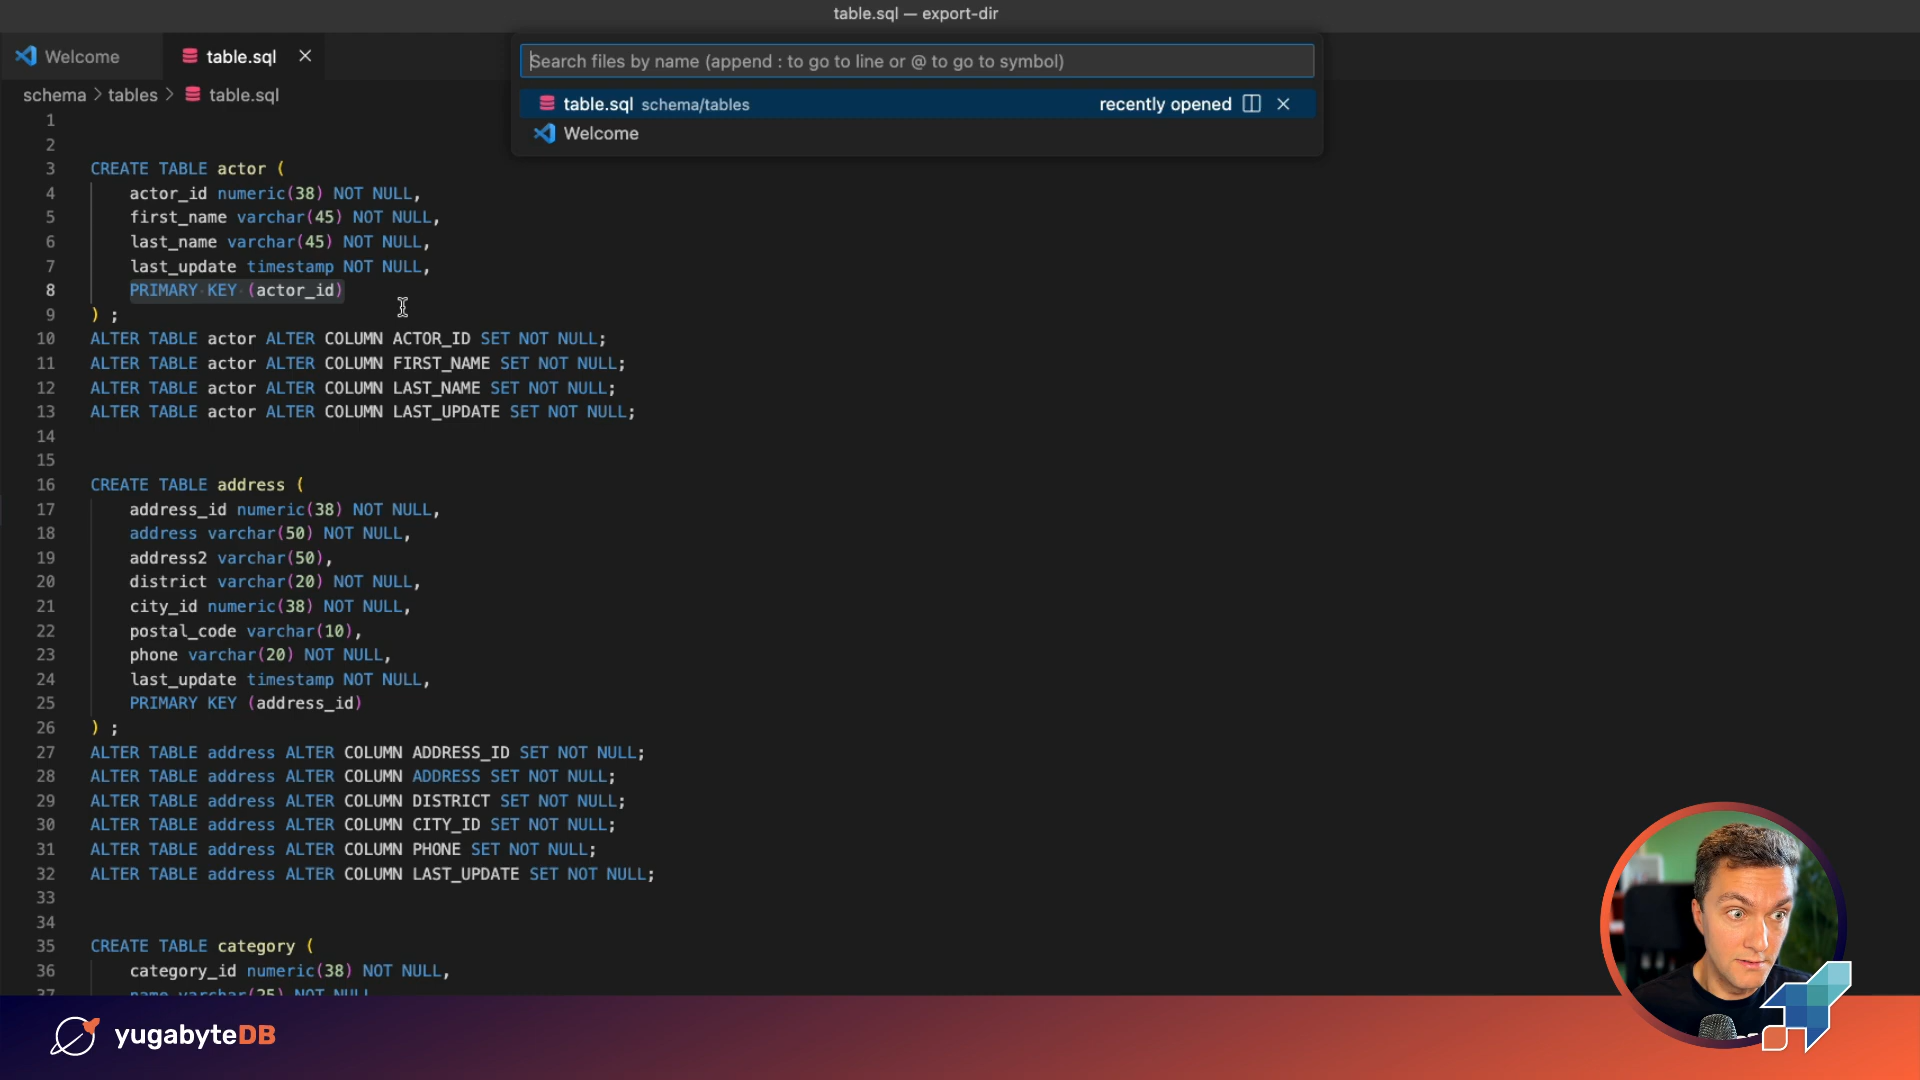 table.sql — export-dir
Welcome
table.sql
Search files by name (append : to go to line or @ to go to symbol)
table.sql schema/tables recently opened
Welcome
schema > tables > table.sql
1
2
3 CREATE TABLE actor (
4 actor_id numeric(38) NOT NULL,
5 first_name varchar(45) NOT NULL,
6 last_name varchar(45) NOT NULL,
7 last_update timestamp NOT NULL,
8 PRIMARY KEY (actor_id)
9 ) ;
10 ALTER TABLE actor ALTER COLUMN ACTOR_ID SET NOT NULL;
11 ALTER TABLE actor ALTER COLUMN FIRST_NAME SET NOT NULL;
12 ALTER TABLE actor ALTER COLUMN LAST_NAME SET NOT NULL;
13 ALTER TABLE actor ALTER COLUMN LAST_UPDATE SET NOT NULL;
14
15
16 CREATE TABLE address (
17 address_id numeric(38) NOT NULL,
18 address varchar(50) NOT NULL,
19 address2 varchar(50),
20 district varchar(20) NOT NULL,
21 city_id numeric(38) NOT NULL,
22 postal_code varchar(10),
23 phone varchar(20) NOT NULL,
24 last_update timestamp NOT NULL,
25 PRIMARY KEY (address_id)
26 ) ;
27 ALTER TABLE address ALTER COLUMN ADDRESS_ID SET NOT NULL;
28 ALTER TABLE address ALTER COLUMN ADDRESS SET NOT NULL;
29 ALTER TABLE address ALTER COLUMN DISTRICT SET NOT NULL;
30 ALTER TABLE address ALTER COLUMN CITY_ID SET NOT NULL;
31 ALTER TABLE address ALTER COLUMN PHONE SET NOT NULL;
32 ALTER TABLE address ALTER COLUMN LAST_UPDATE SET NOT NULL;
33
34
35 CREATE TABLE category (
36 category_id numeric(38) NOT NULL,
37 name varchar(25) NOT NULL
yugabyteDB